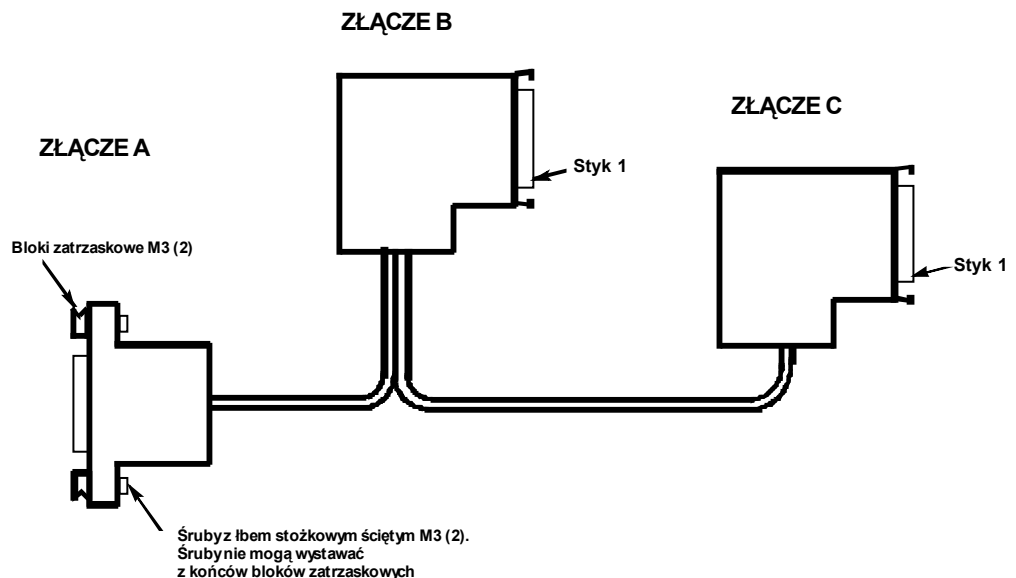 ZŁĄCZE B
ZŁĄCZE C
ZŁĄCZE A
Styk 1
Bloki zatrzaskowe M3 (2)
Styk 1
Śruby z łbem stożkowym ściętym M3 (2).
Śruby nie mogą wystawać
z końców bloków zatrzaskowych